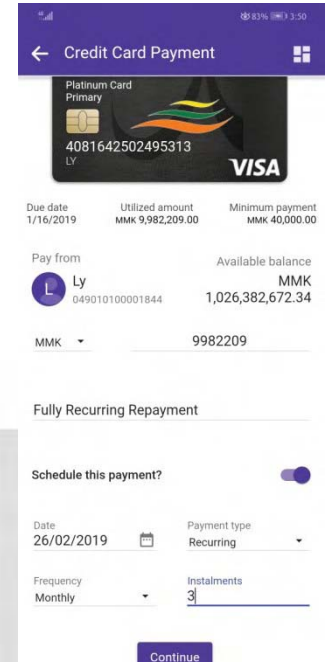 83% 3:50
Credit Card Payment
Platinum Card
Primary
4081642502495313
LY
VISA
Due date Utilized amount Minimum payment
1/16/2019 MMK 9,982,209.00 MMK 40,000.00
Pay from Available balance
L Ly MMK
049010100001844 1,026,382,672.34
MMK 9982209
Fully Recurring Repayment
Schedule this payment?
Date Payment type
26/02/2019 Recurring
Frequency Instalments
Monthly 3
Continue